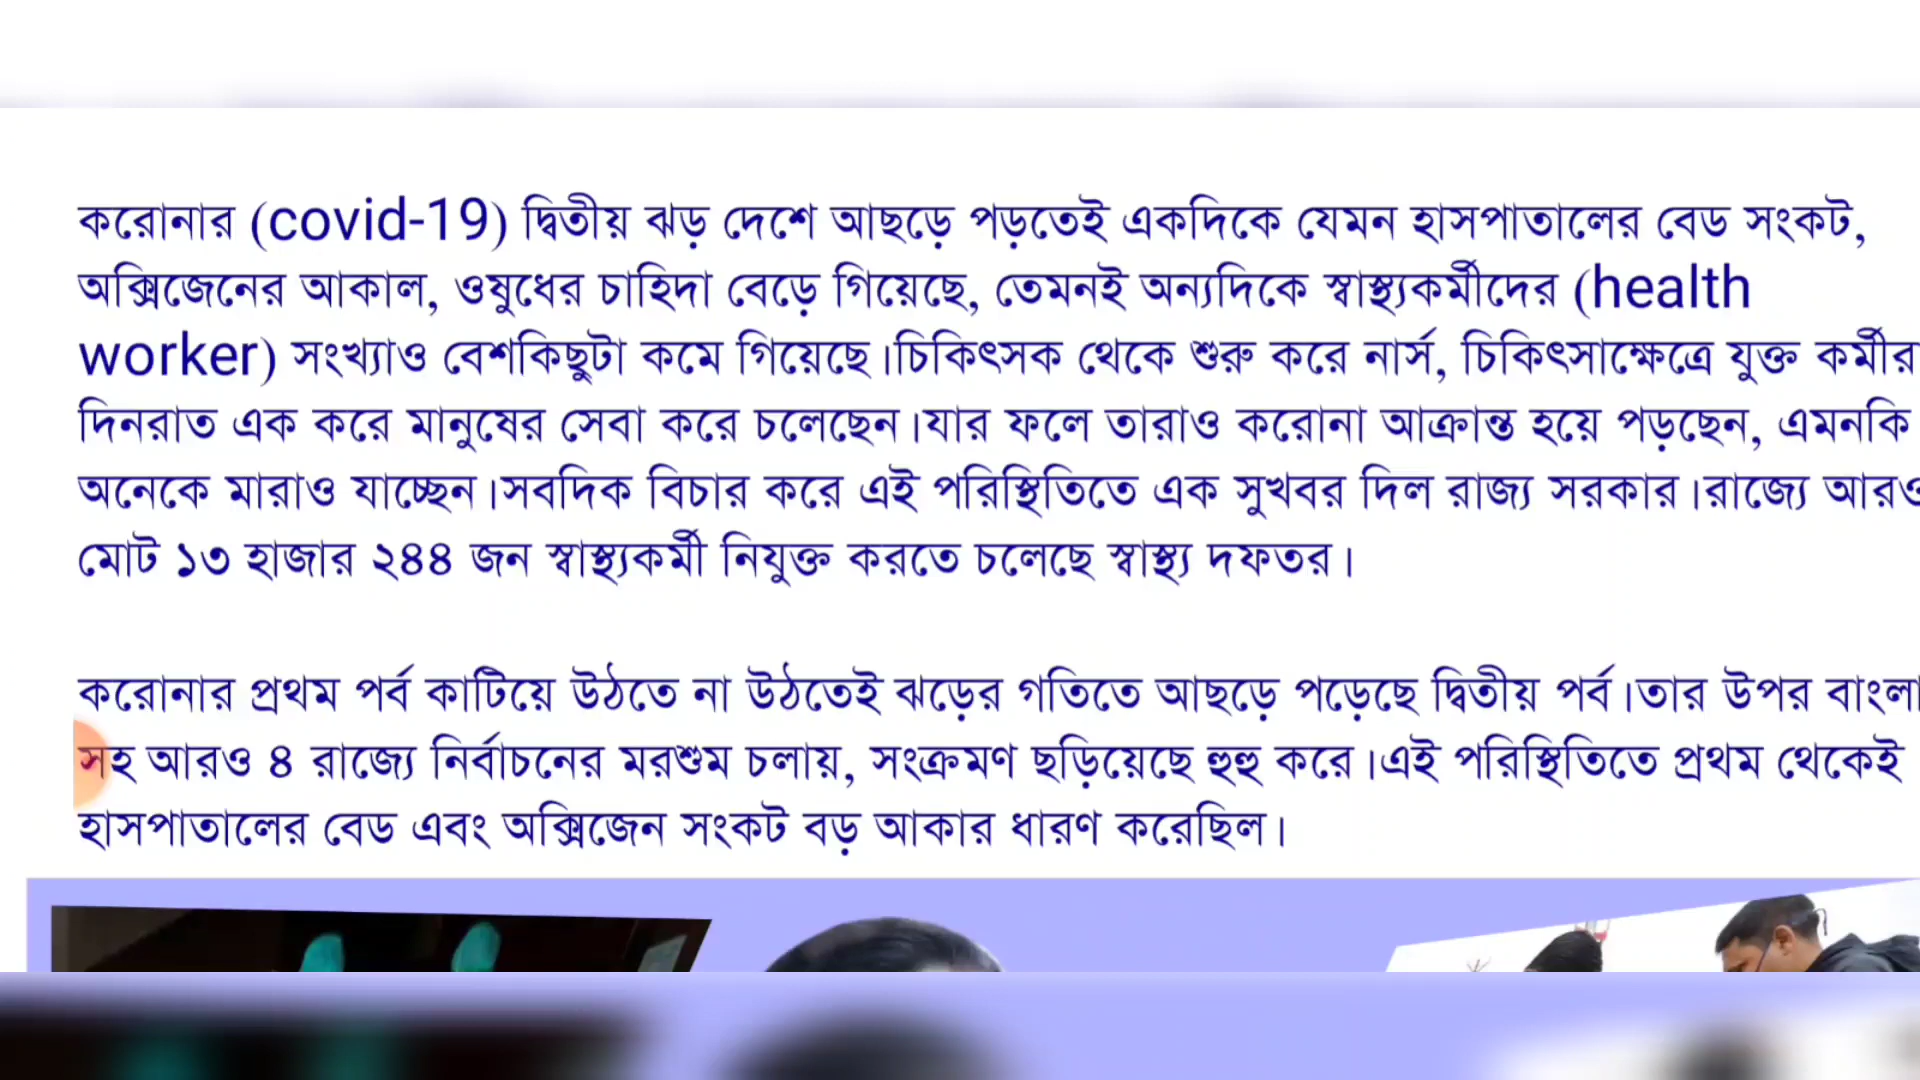 করোনার (covid-19) দ্বিতীয় ঝড় দেশে আছড়ে পড়তেই একদিকে যেমন হাসপাতালের বেড সংকট,
অক্সিজেনের আকাল, ওষুধের চাহিদা বেড়ে গিয়েছে, তেমনই অন্যদিকে স্বাস্থ্যকর্মীদের (health
worker) সংখ্যাও বেশকিছুটা কমে গিয়েছে।চিকিৎসক থেকে শুরু করে নার্স, চিকিৎসাক্ষেত্রে যুক্ত কর্মীর
দিনরাত এক করে মানুষের সেবা করে চলেছেন।যার ফলে তারাও করোনা আক্রান্ত হয়ে পড়ছেন, এমনকি
অনেকে মারাও যাচ্ছেন।সবদিক বিচার করে এই পরিস্থিতিতে এক সুখবর দিল রাজ্য সরকার।রাজ্যে আরও
মোট ১৩ হাজার ২৪৪ জন স্বাস্থ্যকর্মী নিযুক্ত করতে চলেছে স্বাস্থ্য দফতর।
করোনার প্রথম পর্ব কাটিয়ে উঠতে না উঠতেই ঝড়ের গতিতে আছড়ে পড়েছে দ্বিতীয় পর্ব।তার উপর বাংলা
সহ আরও ৪ রাজ্যে নির্বাচনের মরশুম চলায়, সংক্রমণ ছড়িয়েছে হুহু করে।এই পরিস্থিতিতে প্রথম থেকেই
হাসপাতালের বেড এবং অক্সিজেন সংকট বড় আকার ধারণ করেছিল।